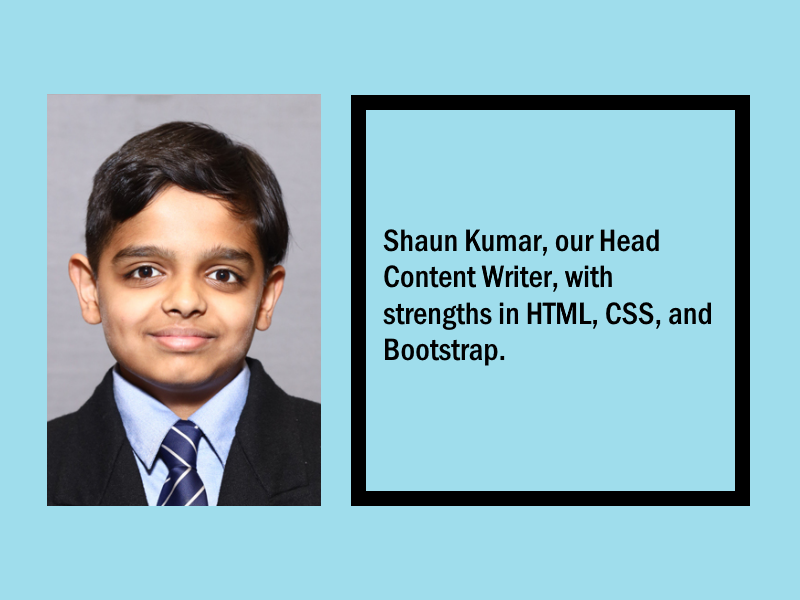 Shaun Kumar, our Head
Content Writer, with
strengths in HTML, CSS, and
Bootstrap.